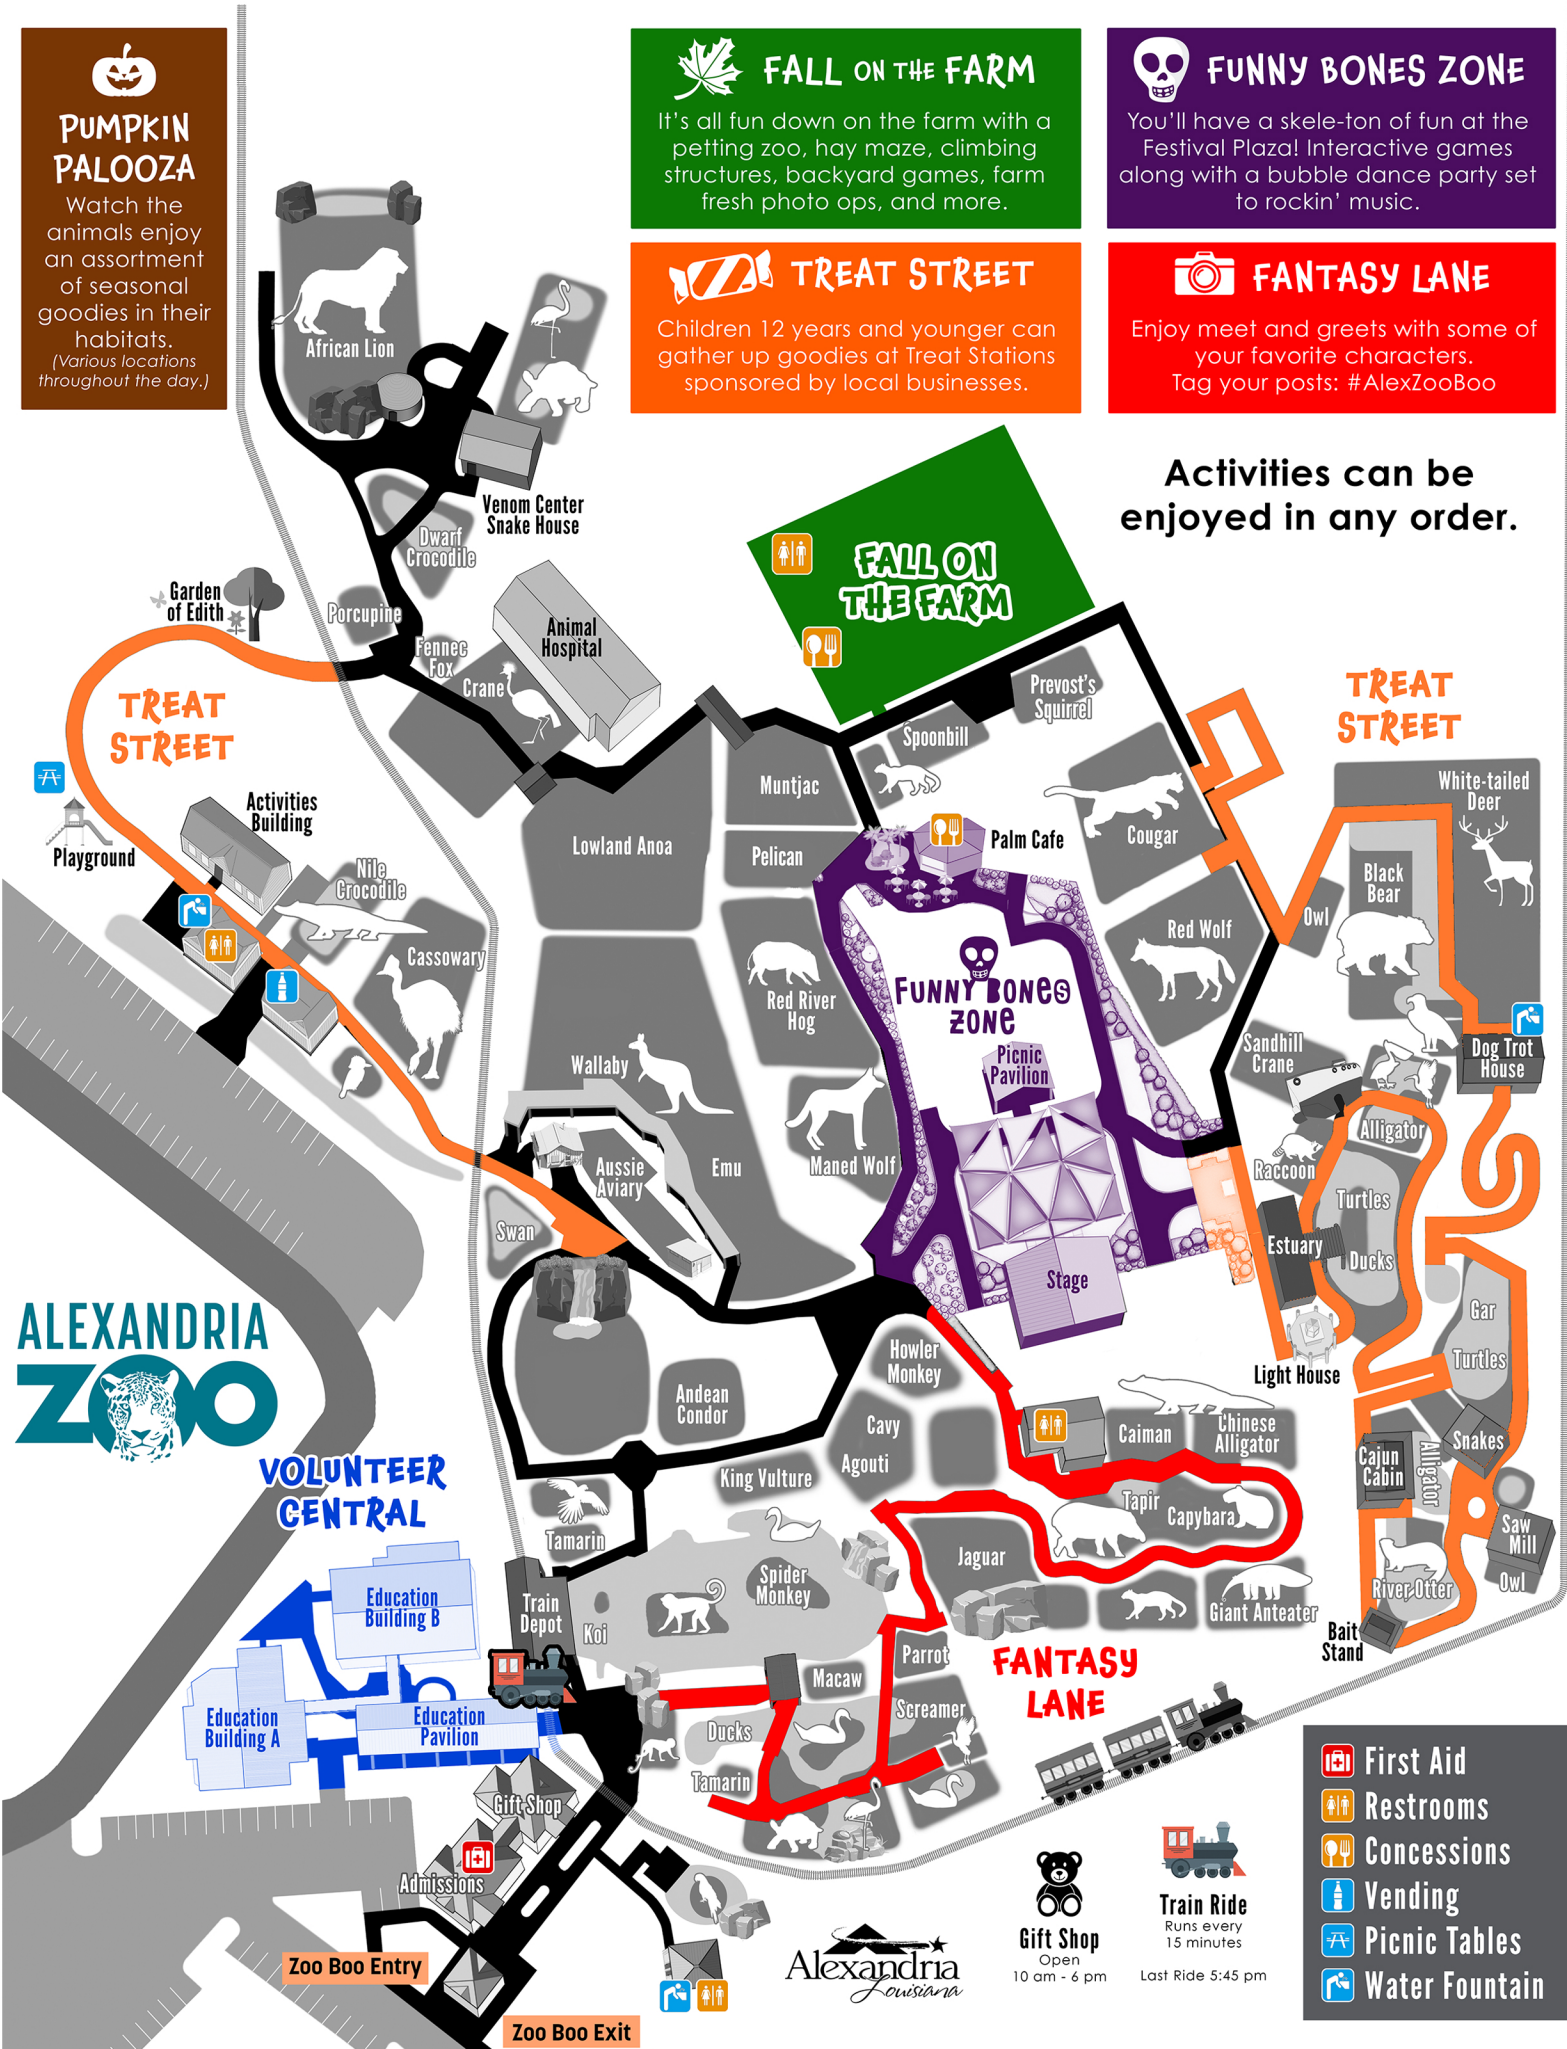 PUMPKIN
PALOOZA
Watch the
animals enjoy
an assortment
of seasonal
goodies in their
habitats.
(Various locations
throughout the day.)
FALL ON THE FARM
It's all fun down on the farm with a
petting zoo, hay maze, climbing
structures, backyard games, farm
fresh photo ops, and more.
FUNNY BONES ZONE
You'll have a skele-ton of fun at the
Festival Plaza! Interactive games
along with a bubble dance party set
to rockin' music.
TREAT STREET
Children 12 years and younger can
gather up goodies at Treat Stations
sponsored by local businesses.
FANTASY LANE
Enjoy meet and greets with some of
your favorite characters.
Tag your posts: #AlexZooBoo
Activities can be
enjoyed in any order.
African Lion
Venom Center
Snake House
Dwarf
Crocodile
Garden
of Edith
Porcupine
Fennec
Fox
Crane
Animal
Hospital
FALL ON
THE FARM
TREAT
STREET
Playground
Activities
Building
Nile
Crocodile
Cassowary
Lowland Anoa
Muntjac
Pelican
Spoonbill
Prevost's
Squirrel
Palm Cafe
Cougar
Red Wolf
TREAT
STREET
White-tailed
Deer
Black
Bear
Owl
Dog Trot
House
Sandhill
Crane
Red River
Hog
FUNNY BONES
ZONE
Picnic
Pavilion
Wallaby
Maned Wolf
Emu
Aussie
Aviary
Swan
Stage
Alligator
Raccoon
Turtles
Ducks
Estuary
Light House
Gar
Turtles
Snakes
Cajun
Cabin
Alligator
Saw
Mill
Owl
River Otter
Bait
Stand
ALEXANDRIA
ZOO
Andean
Condor
Howler
Monkey
Cavy
Agouti
King Vulture
Caiman
Chinese
Alligator
Tapir
Capybara
Jaguar
Giant Anteater
FANTASY
LANE
VOLUNTEER
CENTRAL
Tamarin
Spider
Monkey
Train
Depot
Koi
Education
Building B
Education
Building A
Education
Pavilion
Macaw
Parrot
Screamer
Ducks
Tamarin
Gift Shop
Admissions
Zoo Boo Entry
Zoo Boo Exit
Alexandria
Louisiana
Gift Shop
Open
10 am - 6 pm
Train Ride
Runs every
15 minutes
Last Ride 5:45 pm
First Aid
Restrooms
Concessions
Vending
Picnic Tables
Water Fountain